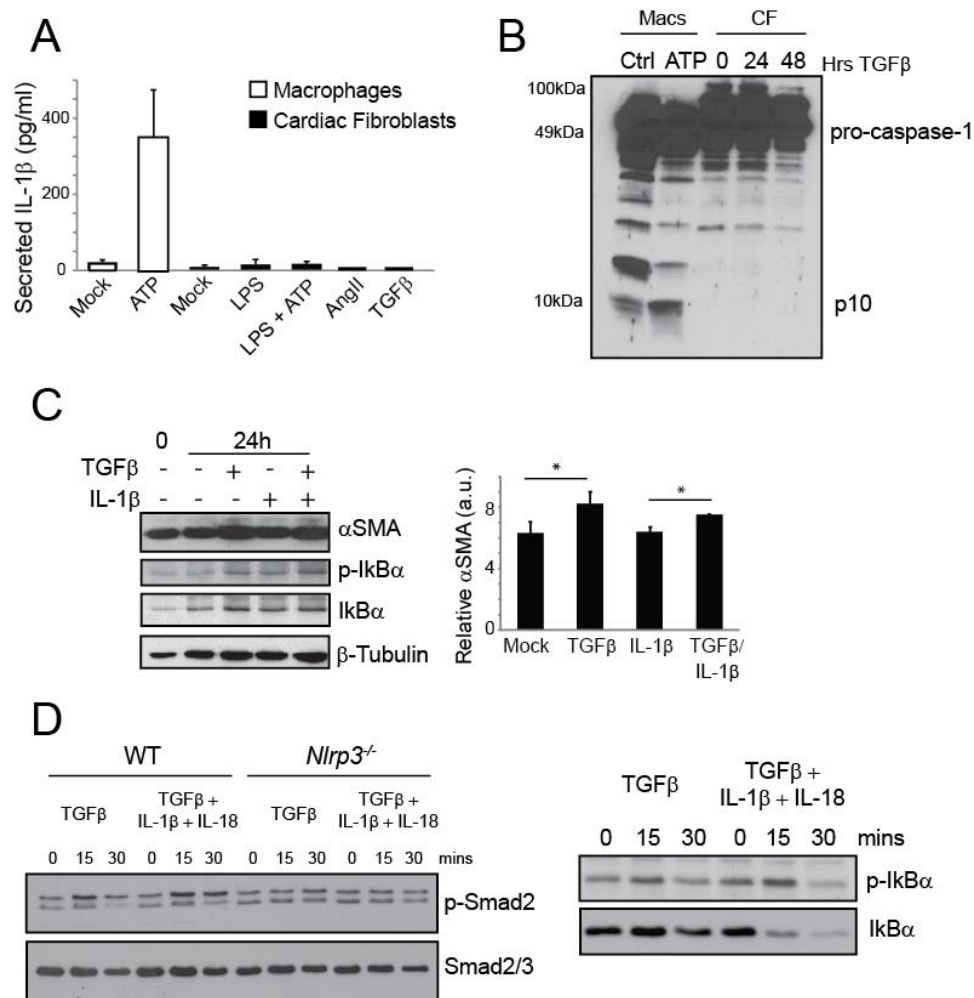 A
Secreted IL-1β (pg/ml)
400
200
0
Macrophages
Cardiac Fibroblasts
Mock
ATP
Mock
LPS
LPS + ATP
AngII
TGFβ
B
Macs CF
Ctrl ATP 0 24 48 Hrs TGFβ
100kDa
49kDa
10kDa
pro-caspase-1
p10
C
0 24h
TGFβ - - + - +
IL-1β - - - + +
αSMA
p-IkBα
IkBα
β-Tubulin
Relative αSMA (a.u.)
8
4
0
*
*
Mock TGFβ IL-1β TGFβ/
IL-1β
D
WT Nlrp3-/-
TGFβ TGFβ + IL-1β + IL-18 TGFβ TGFβ + IL-1β + IL-18
0 15 30 0 15 30 0 15 30 0 15 30 mins
p-Smad2
Smad2/3
TGFβ TGFβ +
IL-1β + IL-18
0 15 30 0 15 30 mins
p-IkBα
IkBα